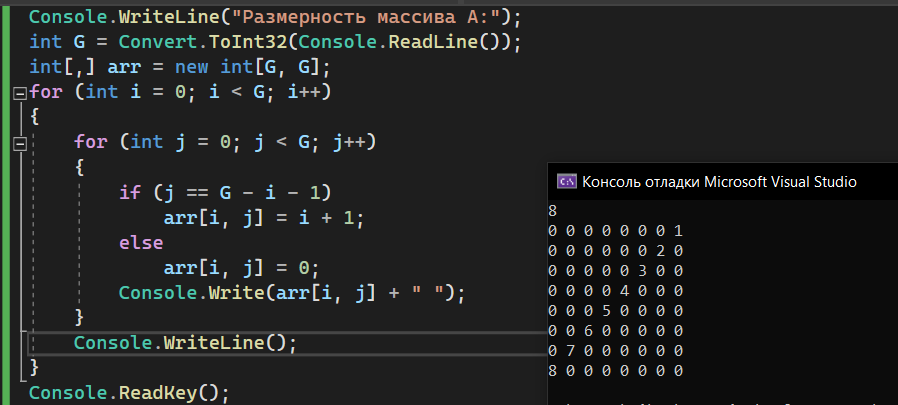 Console.WriteLine("Размерность массива A:");
int G = Convert.ToInt32(Console.ReadLine());
int[,] arr = new int[G, G];
for (int i = 0; i < G; i++)
{
for (int j = 0; j < G; j++)
{
if (j == G - i - 1)
arr[i, j] = i + 1;
else
arr[i, j] = 0;
Console.Write(arr[i, j] + " ");
}
Console.WriteLine();
}
Console.ReadKey();
C:\ Консоль отладки Microsoft Visual Studio
8
0 0 0 0 0 0 0 1
0 0 0 0 0 0 2 0
0 0 0 0 0 3 0 0
0 0 0 0 4 0 0 0
0 0 0 5 0 0 0 0
0 0 6 0 0 0 0 0
0 7 0 0 0 0 0 0
8 0 0 0 0 0 0 0